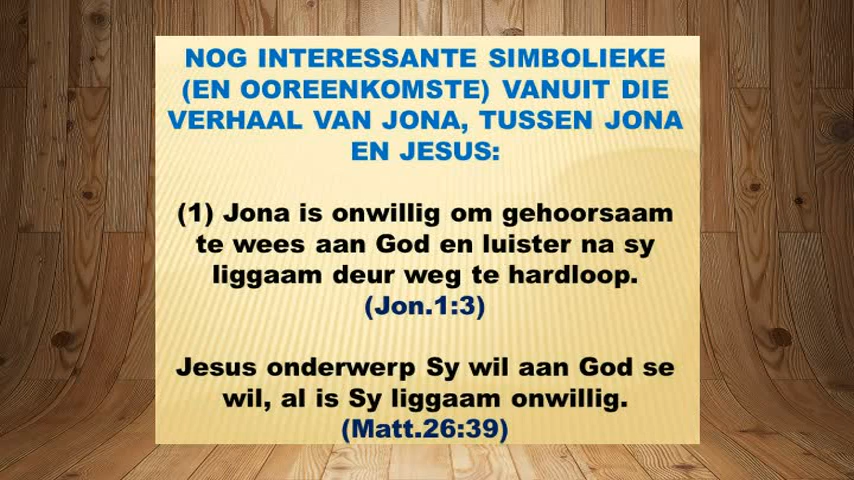 NOG INTERESSANTE SIMBOLIEKE
(EN OOREENKOMSTE) VANUIT DIE
VERHAAL VAN JONA, TUSSEN JONA
EN JESUS:
(1) Jona is onwillig om gehoorsaam
te wees aan God en luister na sy
liggaam deur weg te hardloop.
(Jon.1:3)
Jesus onderwerp Sy wil aan God se
wil, al is Sy liggaam onwillig.
(Matt.26:39)